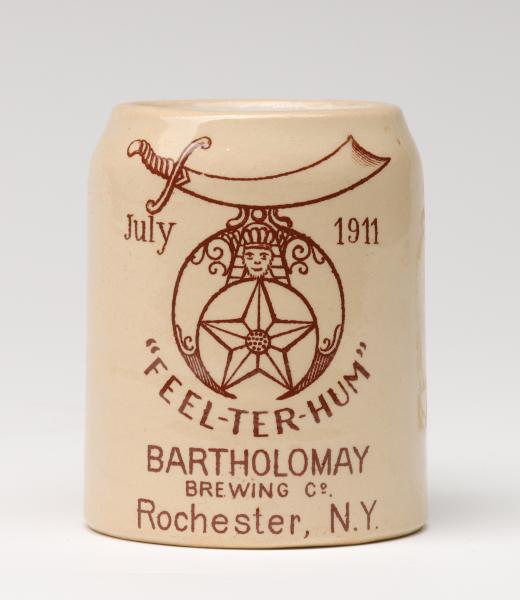 July 1911
"FEEL-TER-HUM"
BARTHOLOMAY
BREWING Co.
Rochester, N.Y.